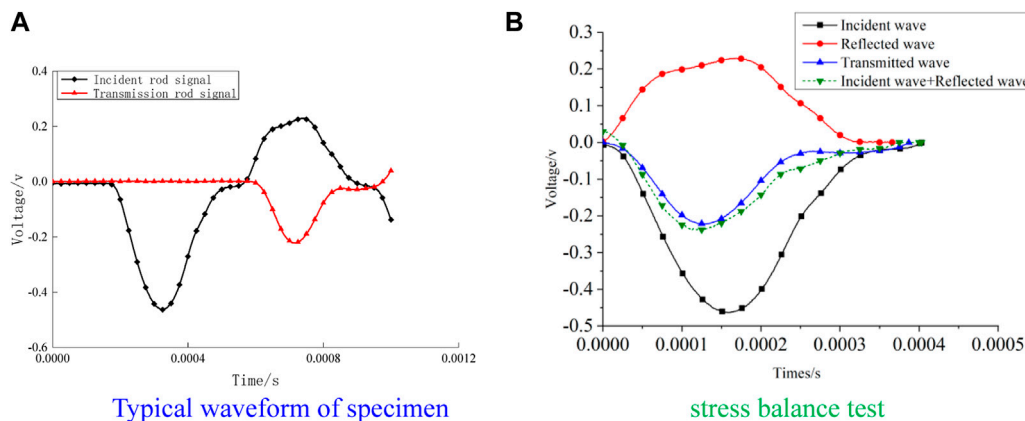 A
Incident rod signal
Transmission rod signal
0.4
0.2
0.0
-0.2
-0.4
-0.6
Voltage/v
0.0000 0.0004 0.0008 0.0012
Time/s
Typical waveform of specimen
B
Incident wave
Reflected wave
Transmitted wave
Incident wave+Reflected wave
0.3
0.2
0.1
0.0
-0.1
-0.2
-0.3
-0.4
-0.5
Voltage/v
0.0000 0.0001 0.0002 0.0003 0.0004 0.0005
Times/s
stress balance test